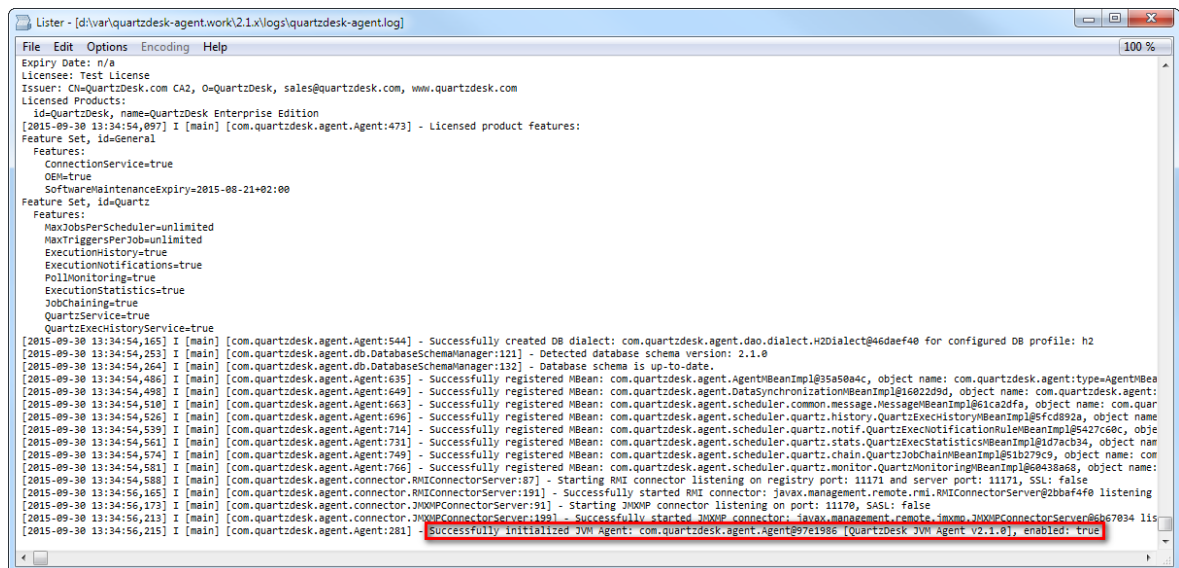 Lister - [d:\var\quartzdesk-agent.work\2.1.x\logs\quartzdesk-agent.log]
File Edit Options Encoding Help 100 %
Expiry Date: n/a
Licensee: Test License
Issuer: CN=QuartzDesk.com CA2, O=QuartzDesk, sales@quartzdesk.com, www.quartzdesk.com
Licensed Products:
id=QuartzDesk, name=QuartzDesk Enterprise Edition
[2015-09-30 13:34:54,097] I [main] [com.quartzdesk.agent.Agent:473] - Licensed product features:
Feature Set, id=General
Features:
ConnectionService=true
OEM=true
SoftwareMaintenanceExpiry=2015-08-21+02:00
Feature Set, id=Quartz
Features:
MaxJobsPerScheduler=unlimited
MaxTriggersPerJob=unlimited
ExecutionHistory=true
ExecutionNotifications=true
PollMonitoring=true
ExecutionStatistics=true
JobChaining=true
QuartzService=true
QuartzExecHistoryService=true
[2015-09-30 13:34:54,165] I [main] [com.quartzdesk.agent.Agent:544] - Successfully created DB dialect: com.quartzdesk.agent.dao.dialect.H2Dialect@46daef40 for configured DB profile: h2
[2015-09-30 13:34:54,253] I [main] [com.quartzdesk.agent.db.DatabaseSchemaManager:121] - Detected database schema version: 2.1.0
[2015-09-30 13:34:54,264] I [main] [com.quartzdesk.agent.db.DatabaseSchemaManager:132] - Database schema is up-to-date.
[2015-09-30 13:34:54,486] I [main] [com.quartzdesk.agent.Agent:635] - Successfully registered MBean: com.quartzdesk.agent.AgentMBeanImpl@35a50a4c, object name: com.quartzdesk.agent:type=AgentMBea
[2015-09-30 13:34:54,498] I [main] [com.quartzdesk.agent.Agent:649] - Successfully registered MBean: com.quartzdesk.agent.DataSynchronizationMBeanImpl@16022d9d, object name: com.quartzdesk.agent:
[2015-09-30 13:34:54,510] I [main] [com.quartzdesk.agent.Agent:663] - Successfully registered MBean: com.quartzdesk.agent.scheduler.common.message.MessageMBeanImpl@61ca2dfa, object name: com.quar
[2015-09-30 13:34:54,525] I [main] [com.quartzdesk.agent.Agent:696] - Successfully registered MBean: com.quartzdesk.agent.scheduler.quartz.history.QuartzExecHistoryMBeanImpl@5fcd892a, object name
[2015-09-30 13:34:54,539] I [main] [com.quartzdesk.agent.Agent:714] - Successfully registered MBean: com.quartzdesk.agent.scheduler.quartz.notif.QuartzExecNotificationRuleMBeanImpl@5427c60c, obje
[2015-09-30 13:34:54,561] I [main] [com.quartzdesk.agent.Agent:731] - Successfully registered MBean: com.quartzdesk.agent.scheduler.quartz.stats.QuartzExecStatisticsMBeanImpl@1d7acb34, object nam
[2015-09-30 13:34:54,574] I [main] [com.quartzdesk.agent.Agent:749] - Successfully registered MBean: com.quartzdesk.agent.scheduler.quartz.chain.QuartzJobChainMBeanImpl@51b279c9, object name: com
[2015-09-30 13:34:54,581] I [main] [com.quartzdesk.agent.Agent:766] - Successfully registered MBean: com.quartzdesk.agent.scheduler.quartz.monitor.QuartzMonitoringMBeanImpl@60438a68, object name:
[2015-09-30 13:34:54,588] I [main] [com.quartzdesk.agent.connector.RMIConnectorServer:87] - Starting RMI connector listening on registry port: 11171 and server port: 11171, SSL: false
[2015-09-30 13:34:56,165] I [main] [com.quartzdesk.agent.connector.RMIConnectorServer:191] - Successfully started RMI connector: javax.management.remote.rmi.RMIConnectorServer@2bbaf4f0 listening
[2015-09-30 13:34:56,173] I [main] [com.quartzdesk.agent.connector.JMXMPConnectorServer:91] - Starting JMXMP connector listening on port: 11170, SASL: false
[2015-09-30 13:34:56,213] I [main] [com.quartzdesk.agent.connector.JMXMPConnectorServer:199] - Successfully started JMXMP connector: javax.management.remote.jmxmp.JMXMPConnectorServer@6b67034 lis
[2015-09-30 13:34:56,215] I [main] [com.quartzdesk.agent.Agent:281] - Successfully initialized JVM Agent: com.quartzdesk.agent.Agent@97e1986 [QuartzDesk JVM Agent v2.1.0], enabled: true